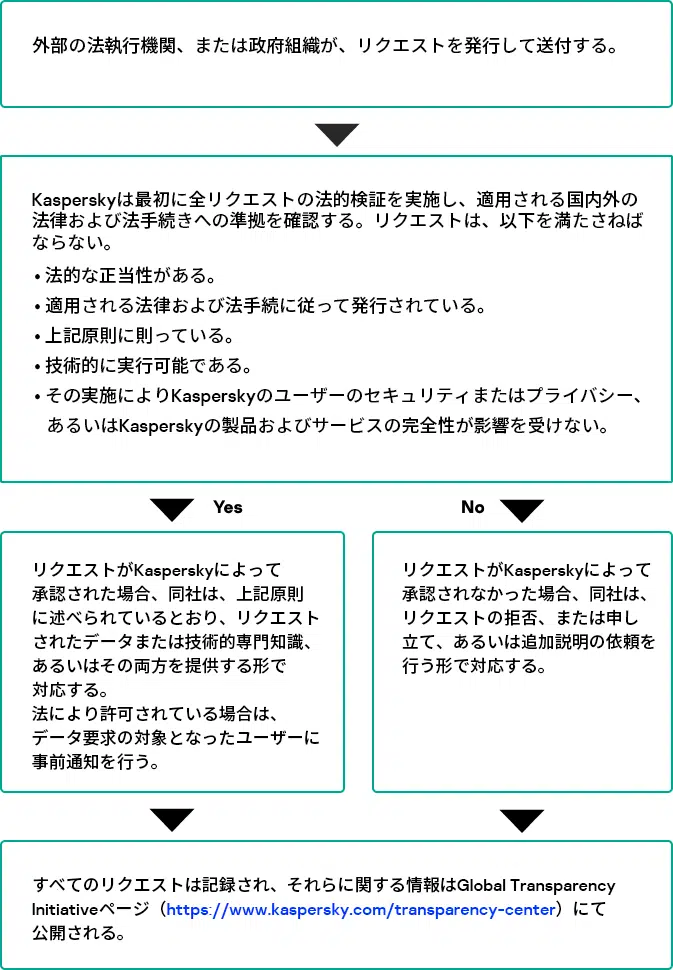 外部の法執行機関、または政府組織が、リクエストを発行して送付する。
Kasperskyは最初に全リクエストの法的検証を実施し、適用される国内外の
法律および法手続きへの準拠を確認する。リクエストは、以下を満たさねば
ならない。
• 法的な正当性がある。
• 適用される法律および法手続に従って発行されている。
• 上記原則に則っている。
• 技術的に実行可能である。
• その実施によりKasperskyのユーザーのセキュリティまたはプライバシー、
あるいはKasperskyの製品およびサービスの完全性が影響を受けない。
Yes
No
リクエストがKasperskyによって
承認された場合、同社は、上記原則
に述べられているとおり、リクエスト
されたデータまたは技術的専門知識、
あるいはその両方を提供する形で
対応する。
法により許可されている場合は、
データ要求の対象となったユーザーに
事前通知を行う。
リクエストがKasperskyによって
承認されなかった場合、同社は、
リクエストの拒否、または申し
立て、あるいは追加説明の依頼を
行う形で対応する。
すべてのリクエストは記録され、それらに関する情報はGlobal Transparency
Initiativeページ（https://www.kaspersky.com/transparency-center）にて
公開される。